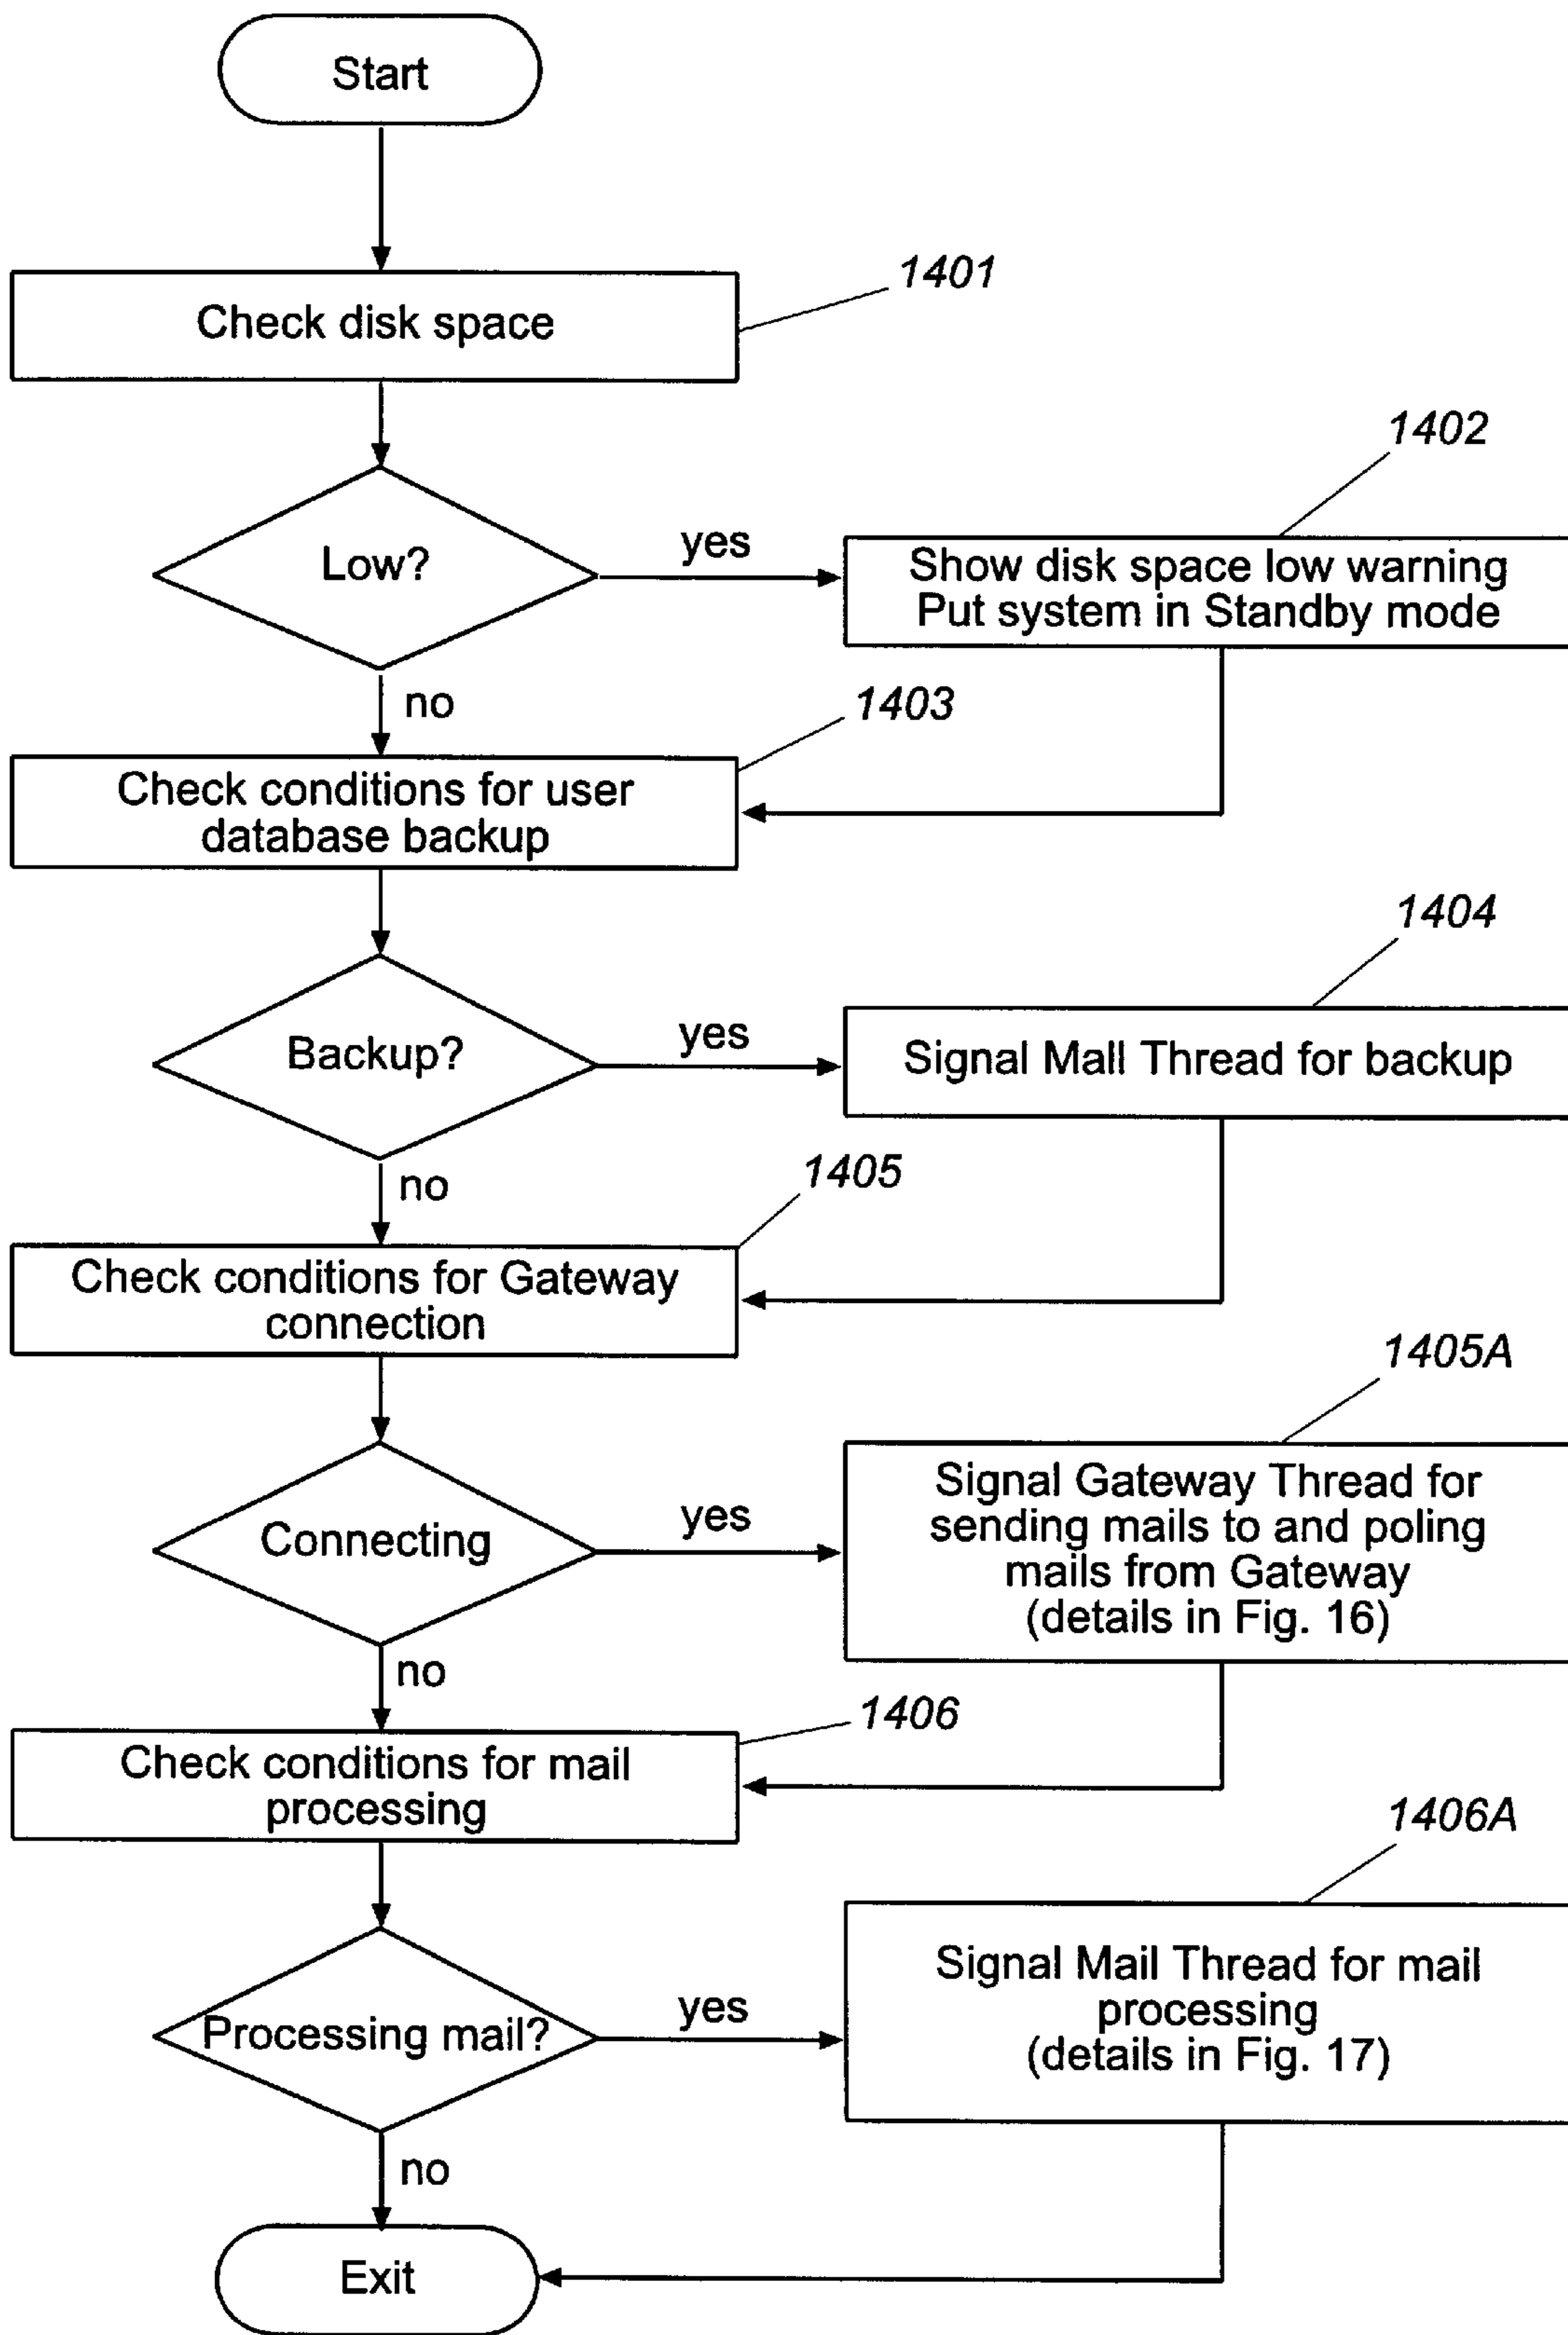 Start
1401
Check disk space
1402
Low?
yes
Show disk space low warning
Put system in Standby mode
no
1403
Check conditions for user
database backup
1404
Backup?
yes
Signal Mall Thread for backup
no
1405
Check conditions for Gateway
connection
1405A
Connecting
yes
Signal Gateway Thread for
sending mails to and poling
mails from Gateway
(details in Fig. 16)
no
1406
Check conditions for mail
processing
1406A
Processing mail?
yes
Signal Mail Thread for mail
processing
(details in Fig. 17)
no
Exit